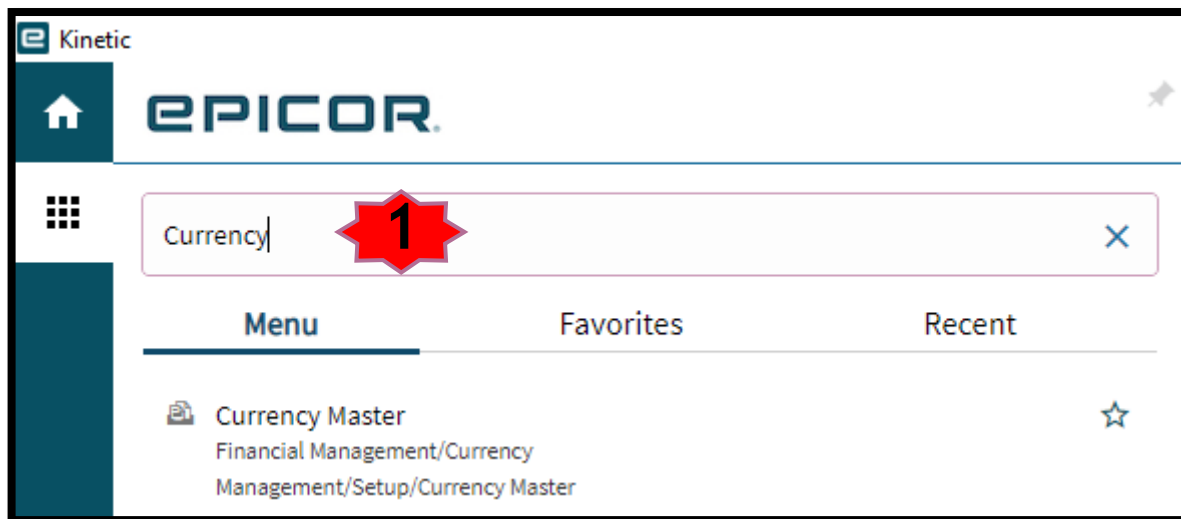 Kinetic
EPICOR
Currency
1
Menu Favorites Recent
Currency Master
Financial Management/Currency
Management/Setup/Currency Master